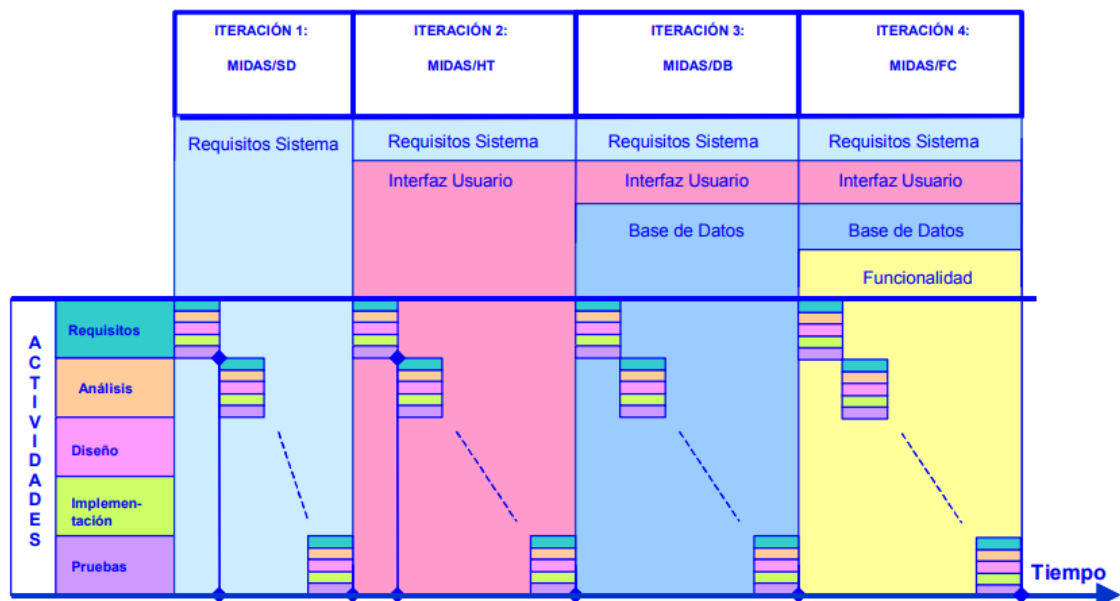 ITERACIÓN 1:
MIDAS/SD
ITERACIÓN 2:
MIDAS/HT
ITERACIÓN 3:
MIDAS/DB
ITERACIÓN 4:
MIDAS/FC
Requisitos Sistema
Requisitos Sistema
Requisitos Sistema
Requisitos Sistema
Interfaz Usuario
Interfaz Usuario
Interfaz Usuario
Base de Datos
Base de Datos
Funcionalidad
ACTIVIDADES
Requisitos
Análisis
Diseño
Implemen-
tación
Pruebas
Tiempo